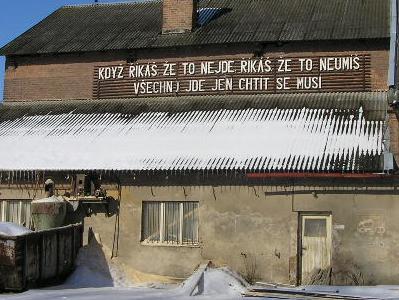 KDYŽ ŘÍKÁŠ ŽE TO NEJDE, ŘÍKÁŠ ŽE TO NEUMÍŠ
VŠECHNO JDE JEN CHTÍT SE MUSÍ